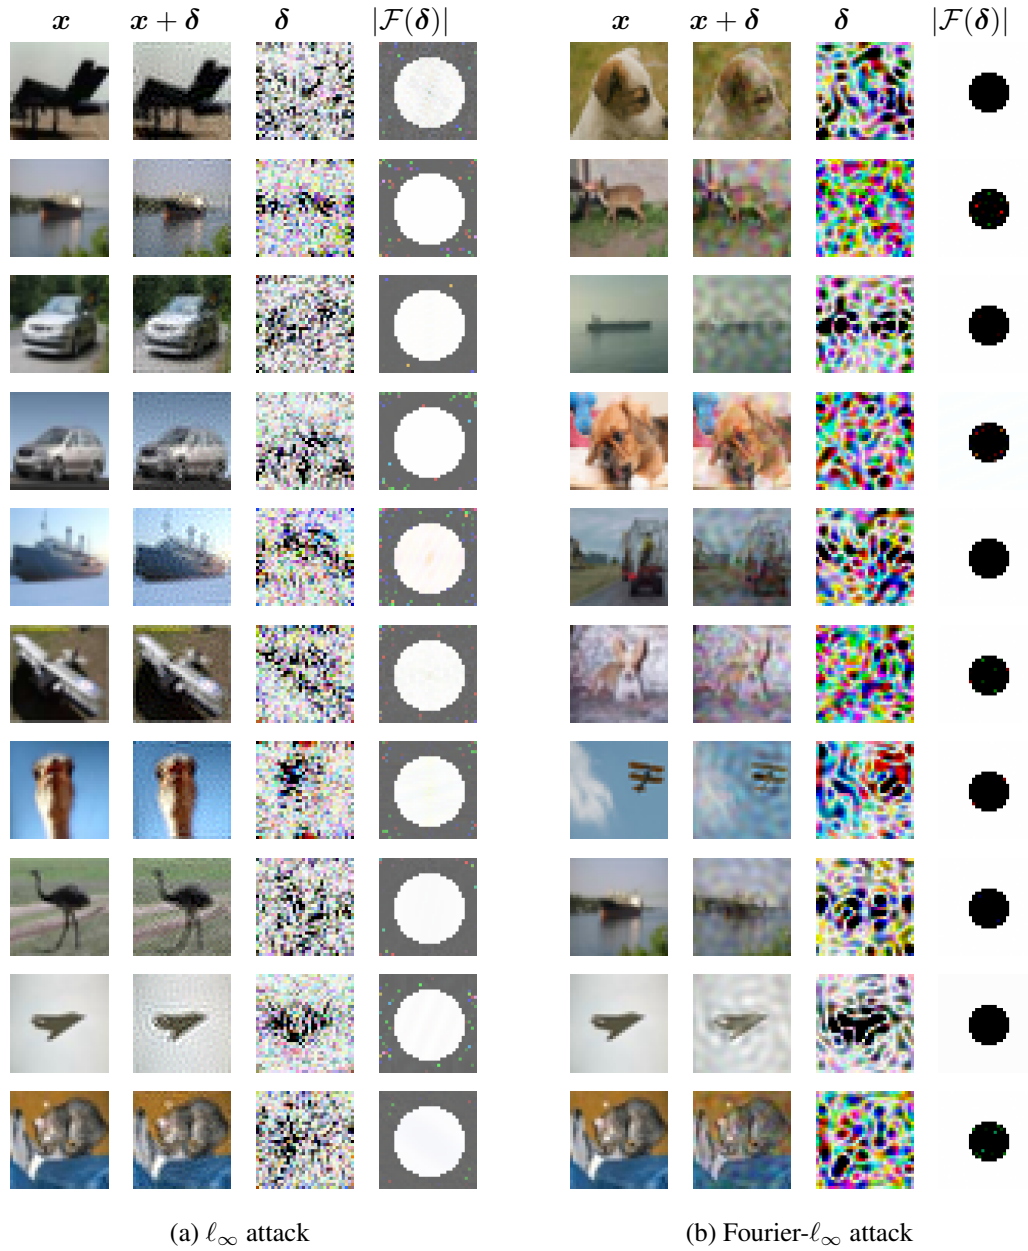 x x + δ δ |F(δ)| x x + δ δ |F(δ)|
(a) ℓ∞ attack (b) Fourier-ℓ∞ attack